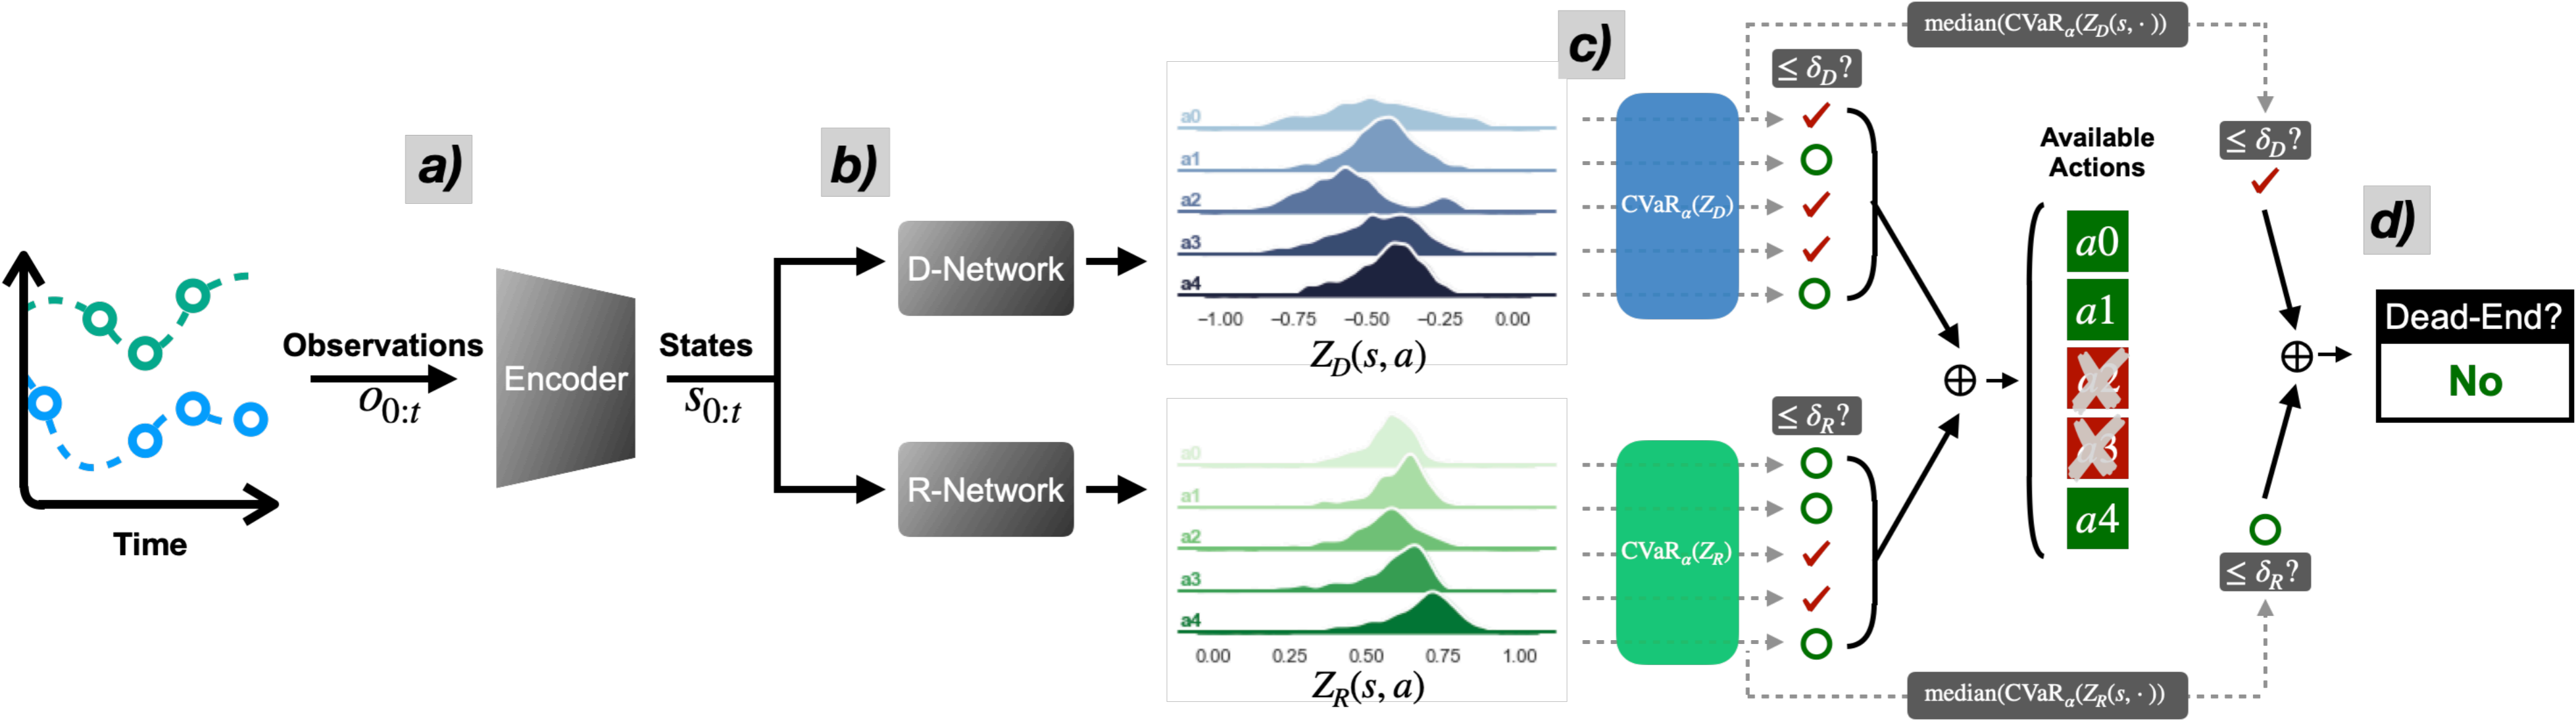 a)
Time
Observations
o0:t
Encoder
States
s0:t
b)
D-Network
R-Network
a0
a1
a2
a3
a4
−1.00 −0.75 −0.50 −0.25 0.00
ZD(s, a)
a0
a1
a2
a3
a4
0.00 0.25 0.50 0.75 1.00
ZR(s, a)
c)
CVaRα(ZD)
≤ δD?
✓
✓
✓
CVaRα(ZR)
≤ δR?
✓
✓
⊕
Available
Actions
a0
a1
a2
a3
a4
median(CVaRα(ZD(s, · ))
≤ δD?
✓
⊕
≤ δR?
median(CVaRα(ZR(s, · ))
d)
Dead-End?
No